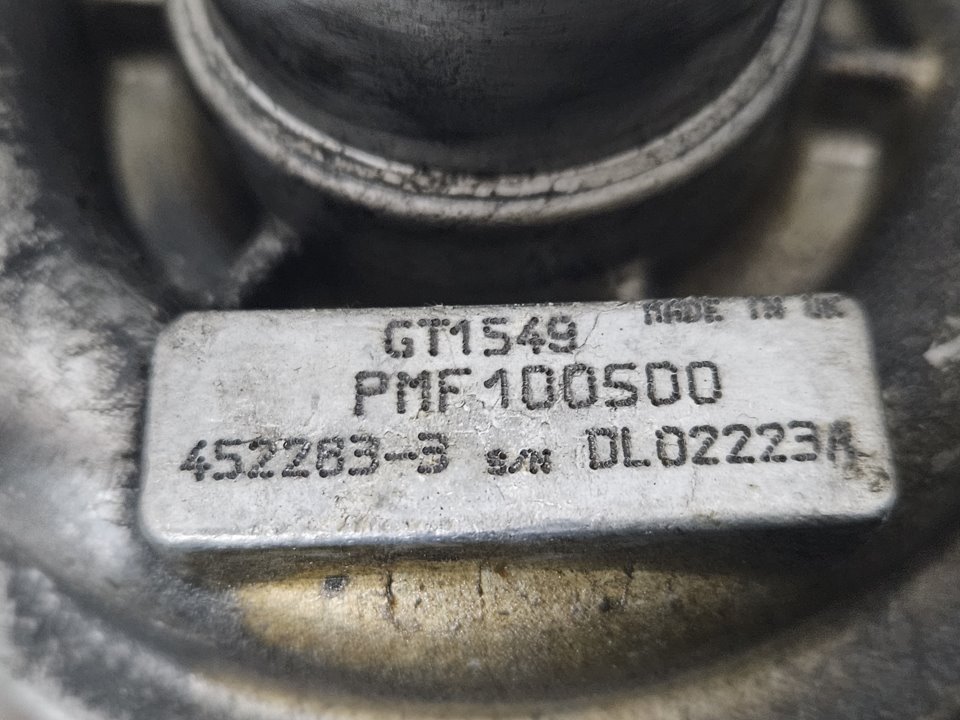 MADE IN UK
GT1549
PMF100500
452283-3 S/N DL02223A